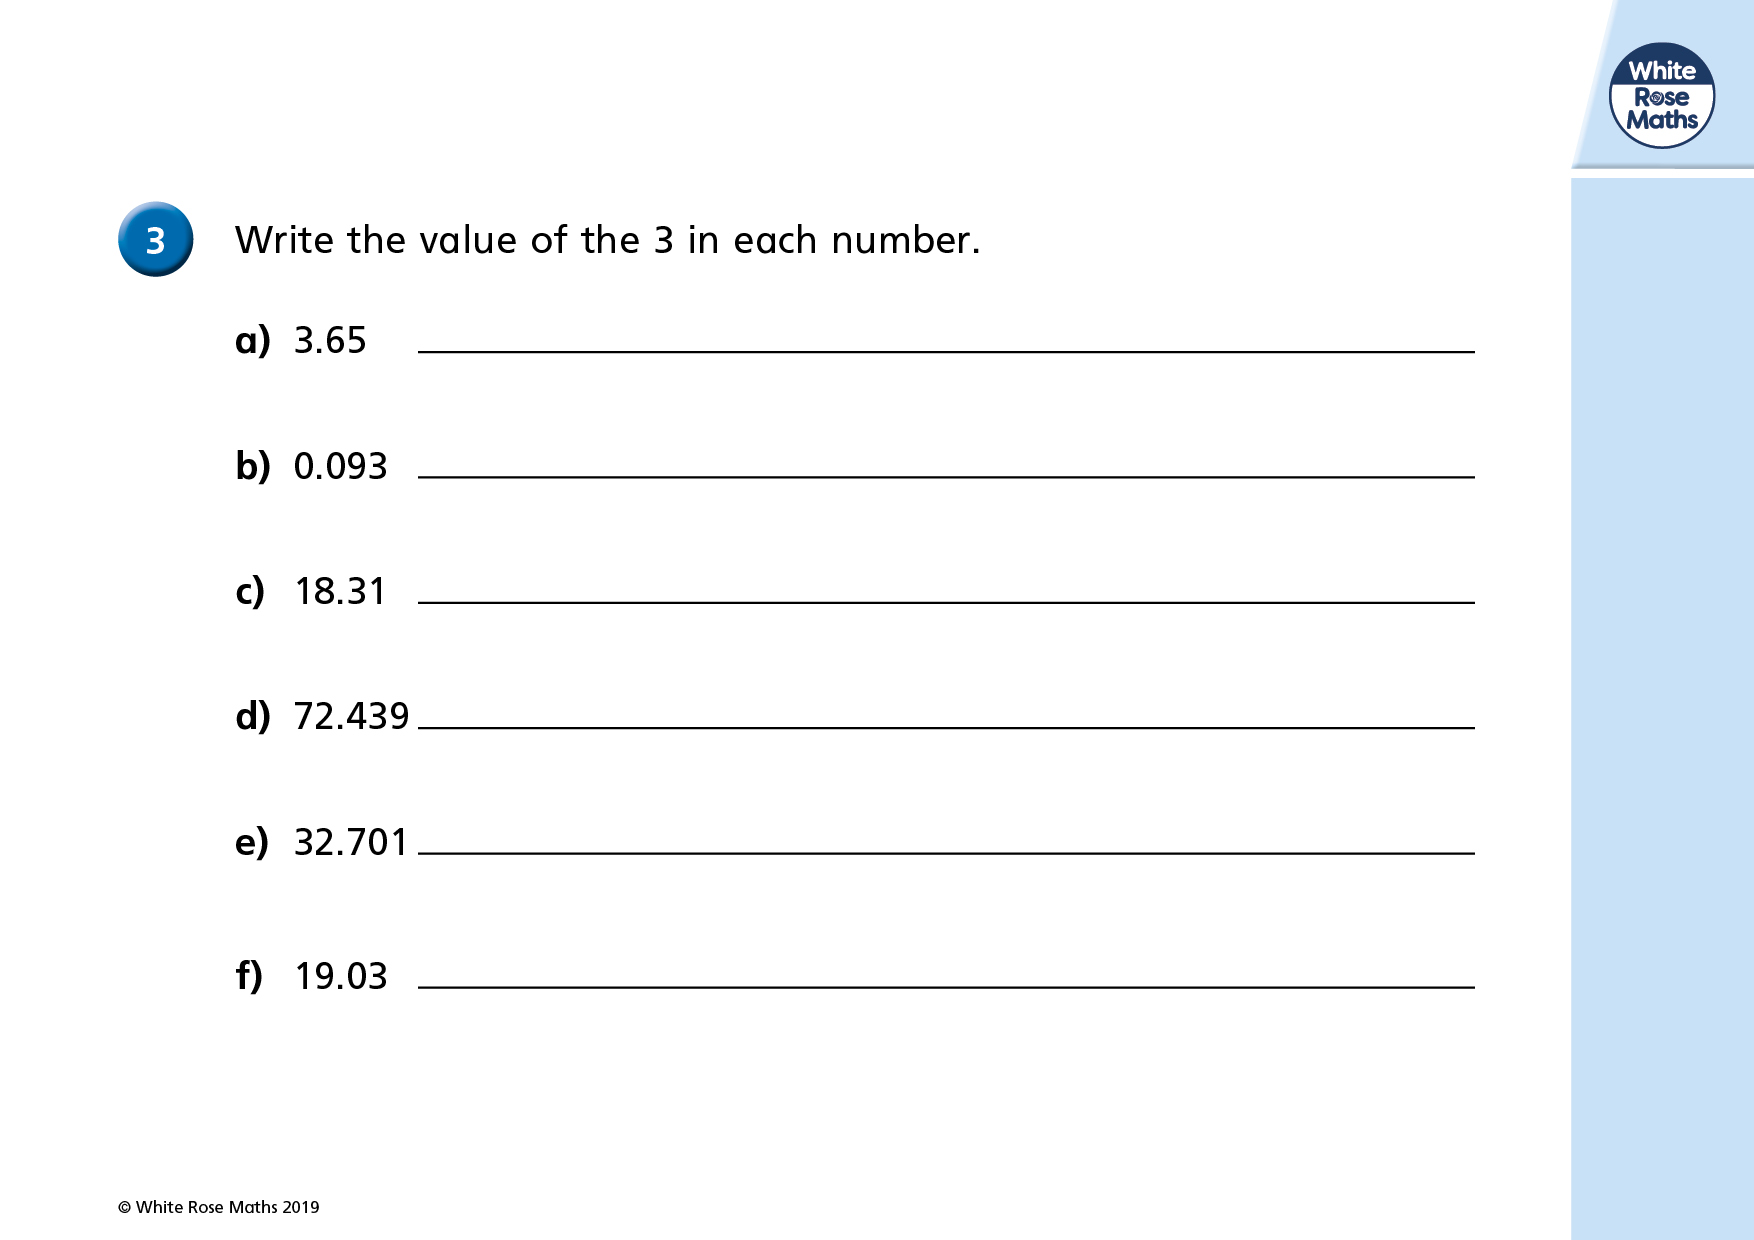 White
Rose
Maths
3 Write the value of the 3 in each number.
a) 3.65
b) 0.093
c) 18.31
d) 72.439
e) 32.701
f) 19.03
© White Rose Maths 2019